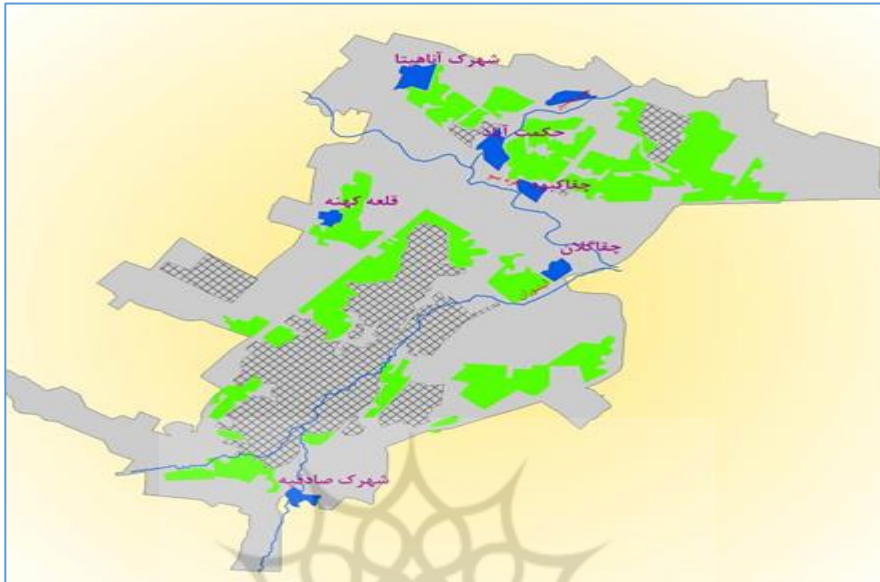 شهرک آناهیتا
حکمت آباد
چقاکبود
قلعه کهنه
چقاگلان
شهرک صادقیه